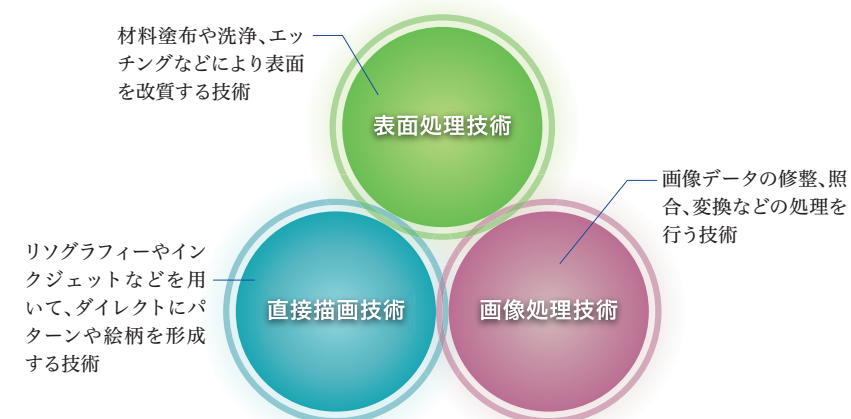 材料塗布や洗浄、エッ
チングなどにより表面
を改質する技術
表面処理技術
画像データの修整、照
合、変換などの処理を
行う技術
リソグラフィーやイン
クジェットなどを用
いて、ダイレクトにパ
ターンや絵柄を形成
する技術
直接描画技術
画像処理技術